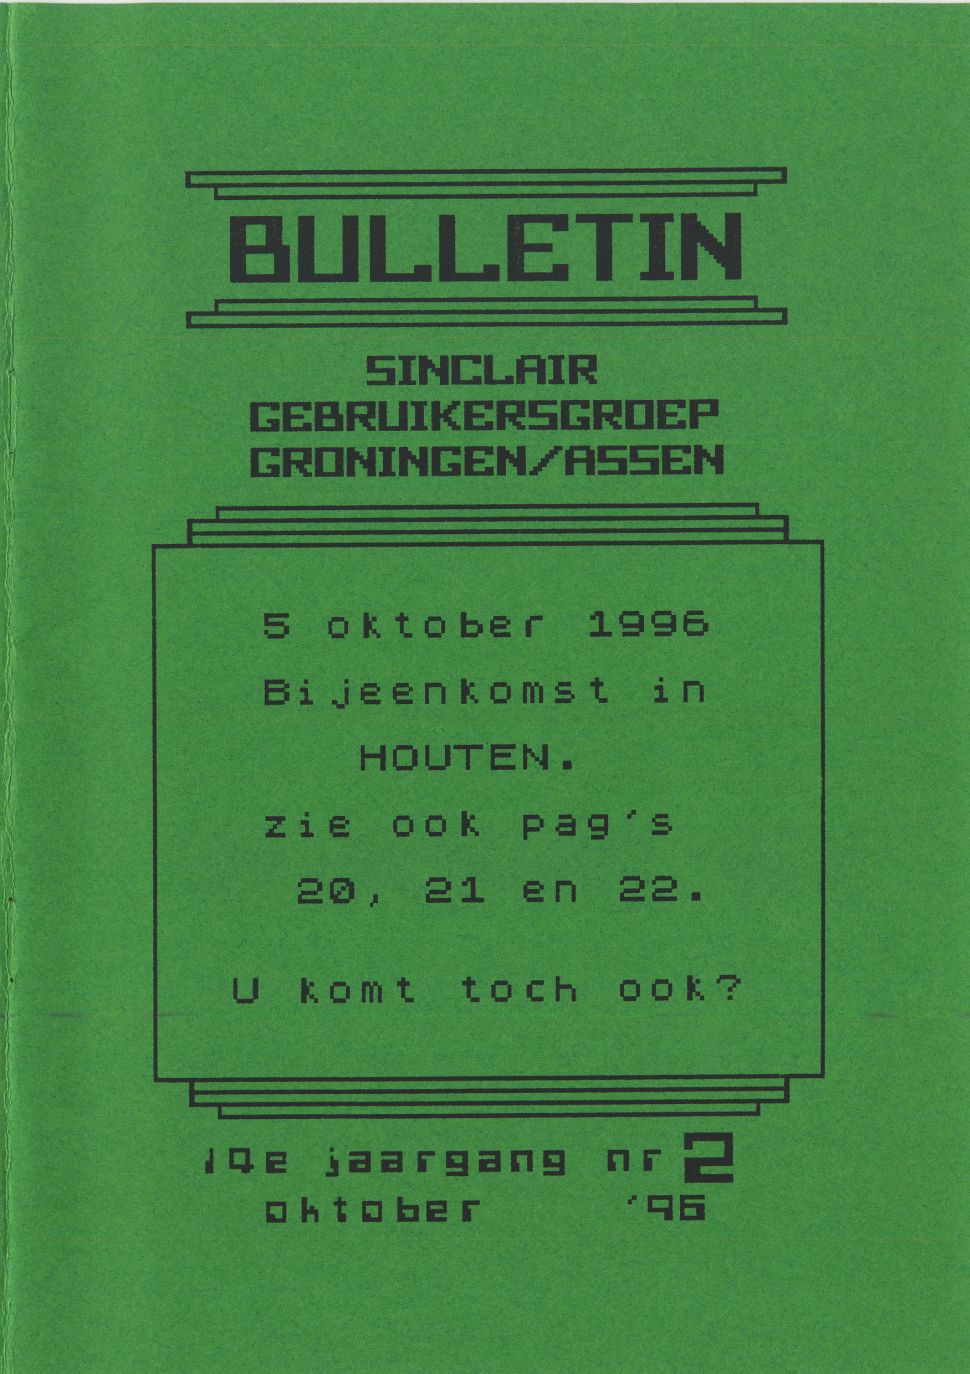 BULLETIN
SINCLAIR
GEBRUIKERSGROEP
GRONINGEN/ASSEN
5 oktober 1996
Bijeenkomst in
HOUTEN.
zie ook pag's
20, 21 en 22.
U komt toch ook?
14e jaargang nr 2
oktober '96